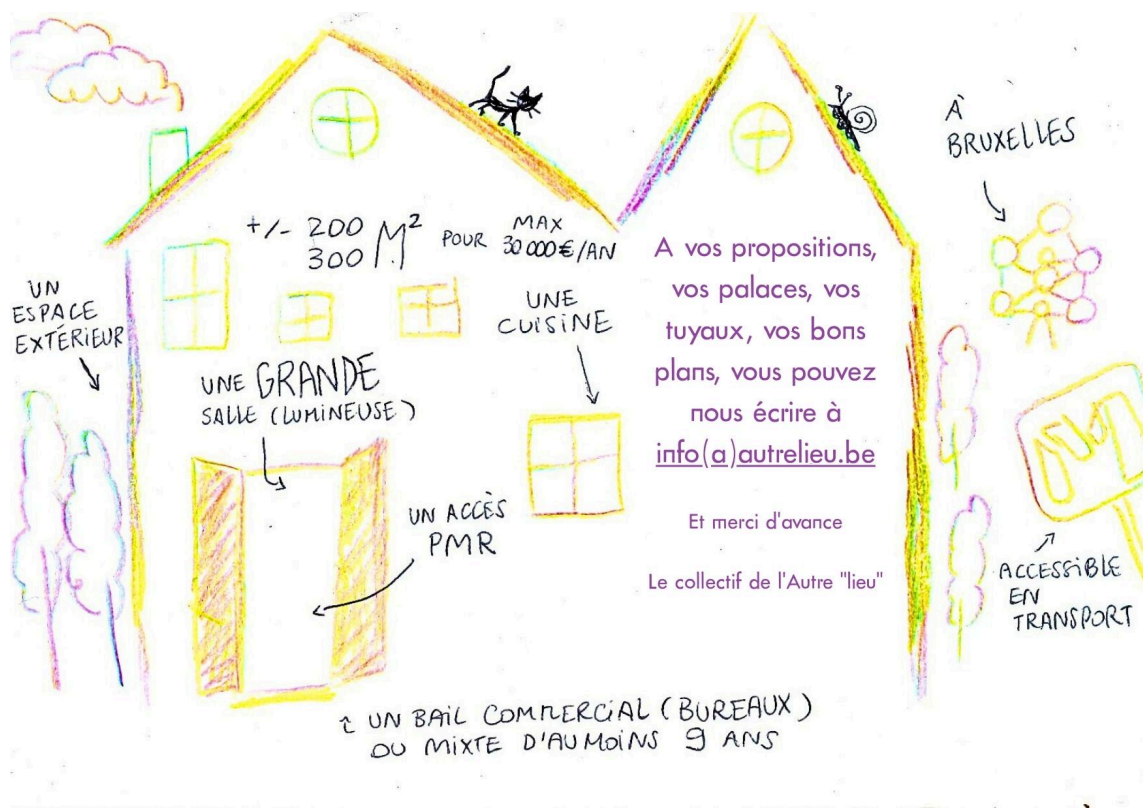 À
BRUXELLES
+/- 200
300 M² POUR MAX
30 000 € /AN
UN
ESPACE
EXTÉRIEUR
UNE
CUISINE
UNE GRANDE
SALLE (LUMINEUSE)
UN ACCÈS
PMR
A vos propositions,
vos palaces, vos
tuyaux, vos bons
plans, vous pouvez
nous écrire à
info(a)autrelieu.be
Et merci d'avance
Le collectif de l'Autre "lieu"
ACCESSIBLE
EN
TRANSPORT
UN BAIL COMMERCIAL (BUREAUX)
OU MIXTE D'AU MOINS 9 ANS